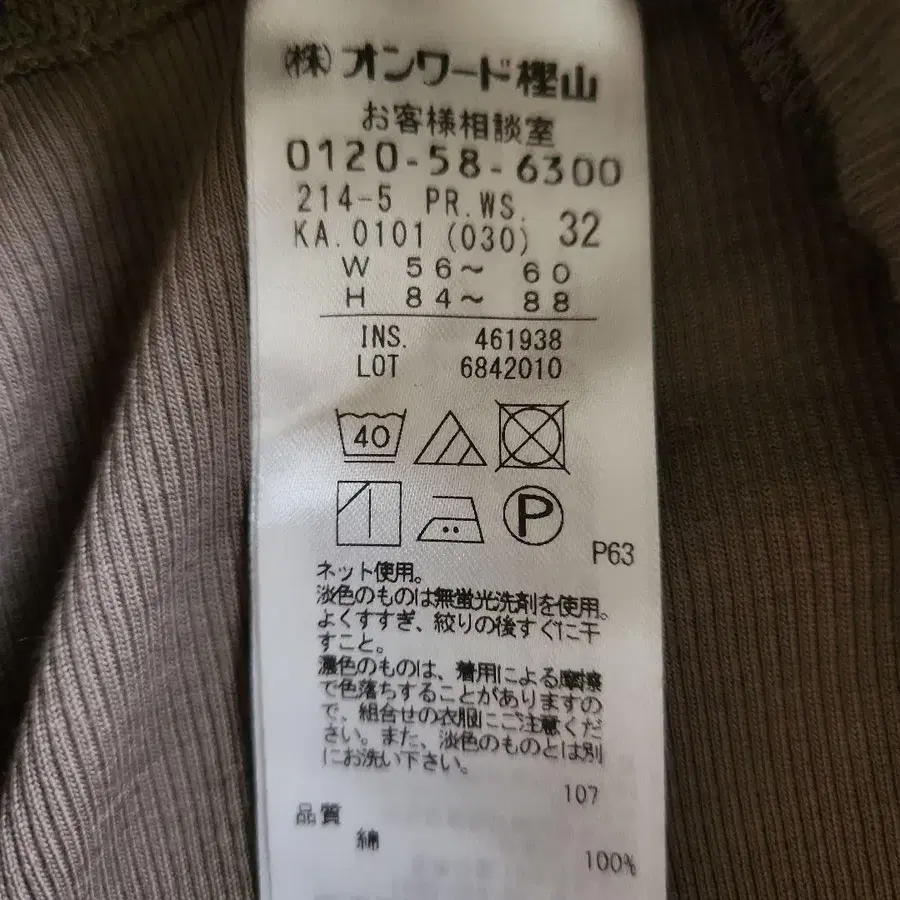 ㈱オンワード樫山
お客様相談室
0120-58-6300
214-5 PR.WS.
KA.0101 (030) 32
W 56～ 60
H 84～ 88
INS. 461938
LOT 6842010
40
P
P63
ネット使用。
淡色のものは無蛍光洗剤を使用。
よくすすぎ、絞りの後すぐに干
すこと。
濃色のものは、着用による摩擦
で色落ちすることがありますの
で、組合せの衣服にご注意くだ
さい。また、淡色のものとは別
にお洗い下さい。
107
品質
綿
100%